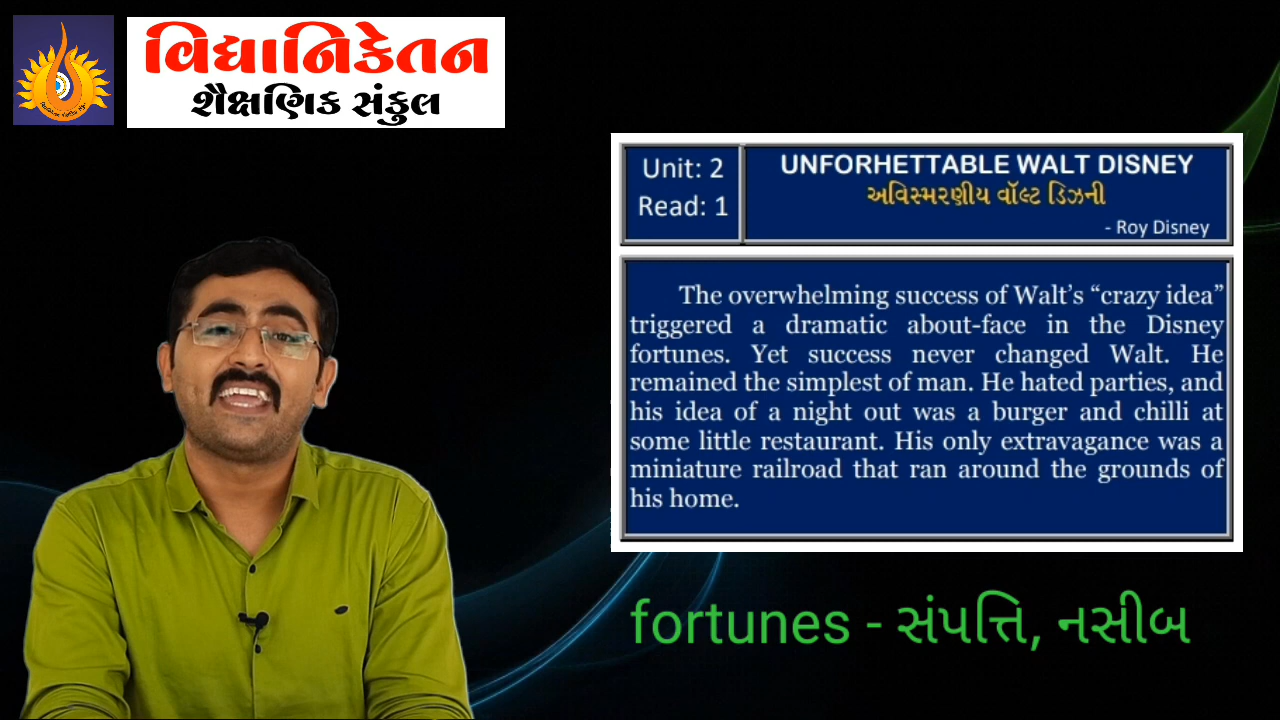 વિદ્યાનિકેતન
શૈક્ષણિક સંકુલ
Unit: 2
Read: 1
UNFORHETTABLE WALT DISNEY
અવિસ્મરણીય વૉલ્ટ ડિઝની
- Roy Disney
The overwhelming success of Walt’s “crazy idea”
triggered a dramatic about-face in the Disney
fortunes. Yet success never changed Walt. He
remained the simplest of man. He hated parties, and
his idea of a night out was a burger and chilli at
some little restaurant. His only extravagance was a
miniature railroad that ran around the grounds of
his home.
fortunes - સંપત્તિ, નસીબ